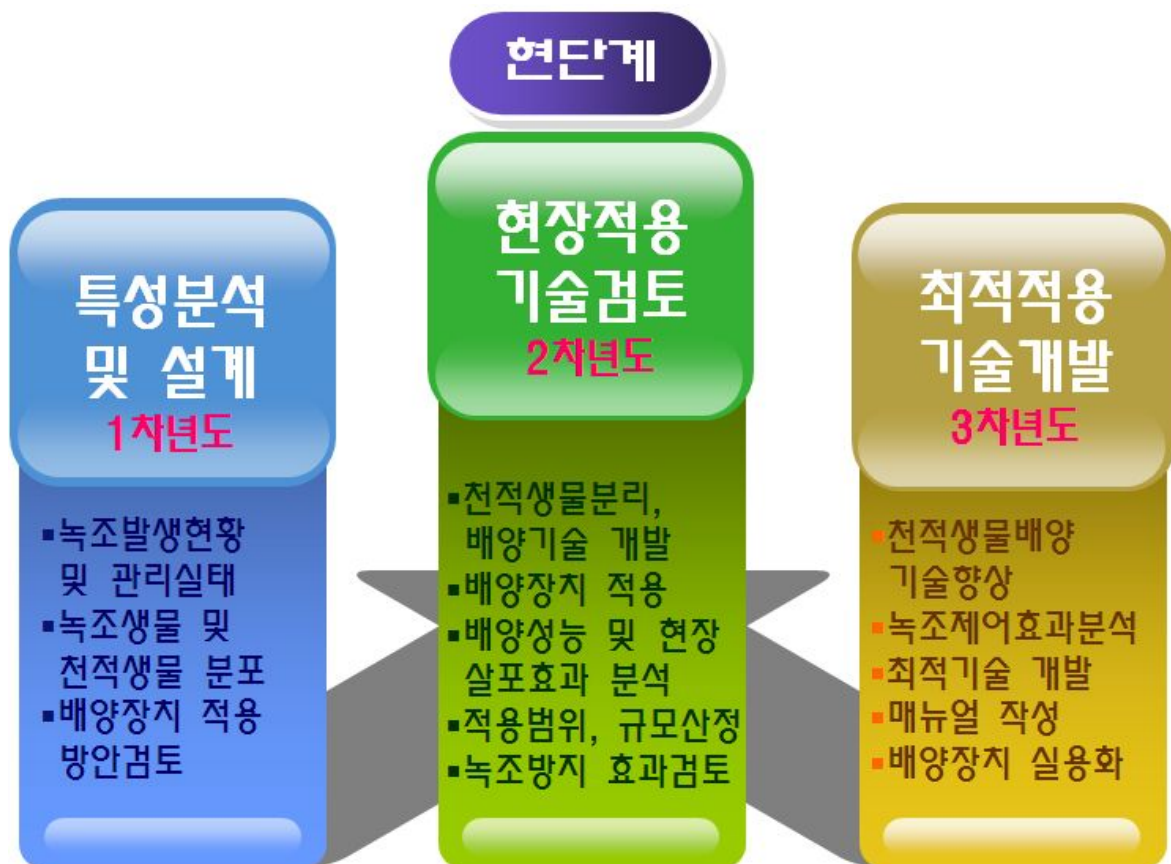 현단계
특성분석
및 설계
1차년도
▪녹조발생현황
및 관리실태
▪녹조생물 및
천적생물 분포
▪배양장치 적용
방안검토
현장적용
기술검토
2차년도
▪천적생물분리,
배양기술 개발
▪배양장치 적용
▪배양성능 및 현장
살포효과 분석
▪적용범위, 규모산정
▪녹조방지 효과검토
최적적용
기술개발
3차년도
▪천적생물배양
기술향상
▪녹조제어효과분석
▪최적기술 개발
▪매뉴얼 작성
▪배양장치 실용화